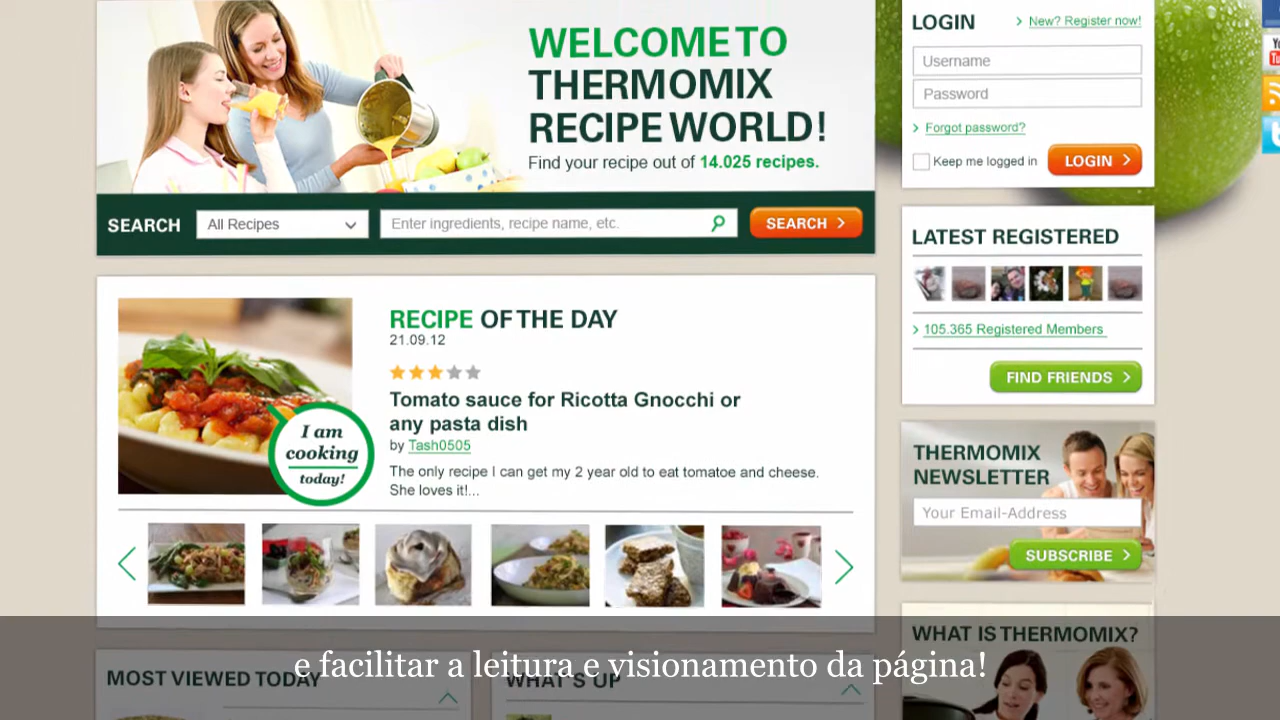 WELCOME TO
THERMOMIX
RECIPE WORLD!
Find your recipe out of 14.025 recipes.
SEARCH
All Recipes
Enter ingredients, recipe name, etc.
SEARCH
LOGIN
New? Register now!
Username
Password
Forgot password?
Keep me logged in
LOGIN
LATEST REGISTERED
105.365 Registered Members
FIND FRIENDS
RECIPE OF THE DAY
21.09.12
Tomato sauce for Ricotta Gnocchi or
any pasta dish
by Tash0505
The only recipe I can get my 2 year old to eat tomatoe and cheese.
She loves it!...
I am
cooking
today!
THERMOMIX
NEWSLETTER
Your Email-Address
SUBSCRIBE
WHAT IS THERMOMIX?
MOST VIEWED TODAY
WHAT'S UP
e facilitar a leitura e visionamento da página!